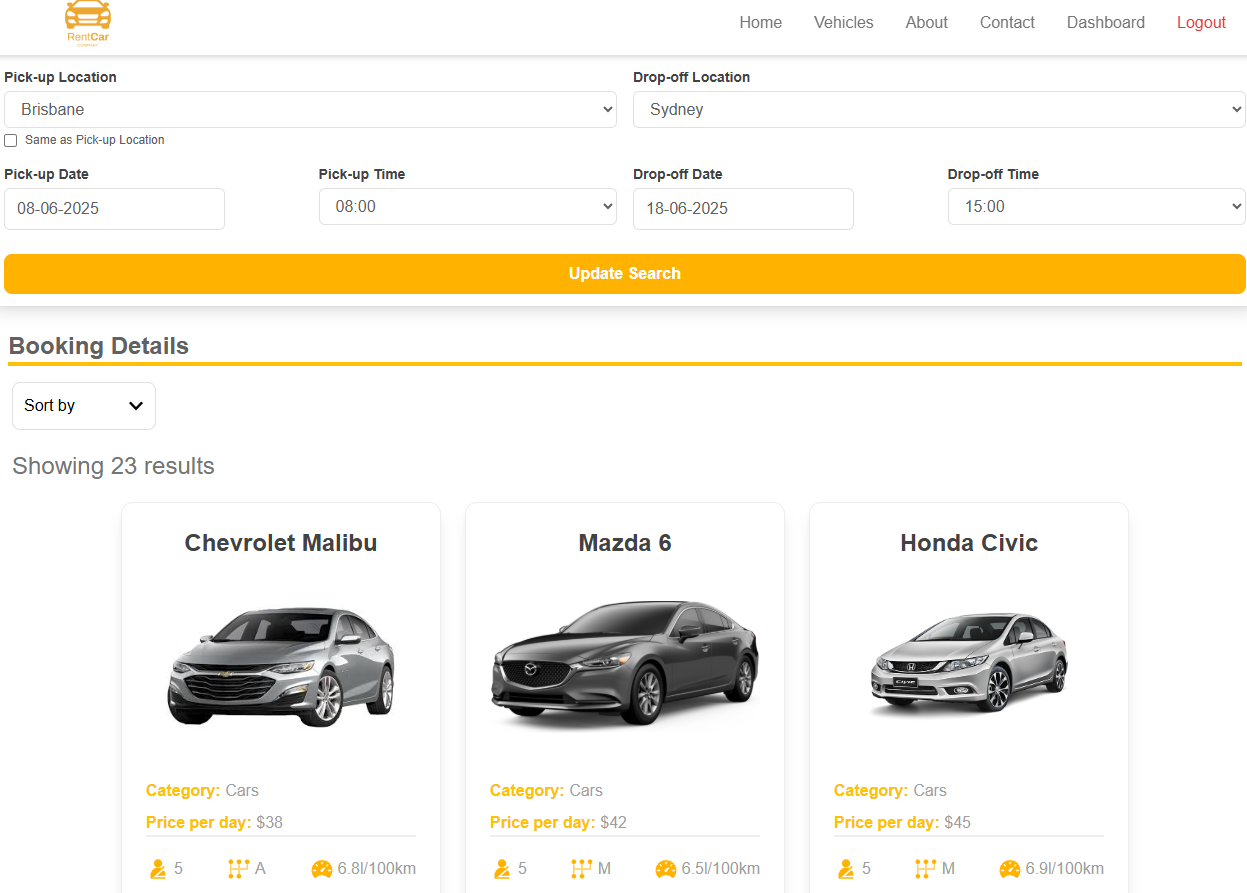 RentCar
Home Vehicles About Contact Dashboard Logout
Pick-up Location Drop-off Location
Brisbane Sydney
Same as Pick-up Location
Pick-up Date Pick-up Time Drop-off Date Drop-off Time
08-06-2025 08:00 18-06-2025 15:00
Update Search
Booking Details
Sort by
Showing 23 results
Chevrolet Malibu Mazda 6 Honda Civic
CIVIC
Category: Cars Category: Cars Category: Cars
Price per day: $38 Price per day: $42 Price per day: $45
5 A 6.8l/100km 5 M 6.5l/100km 5 M 6.9l/100km